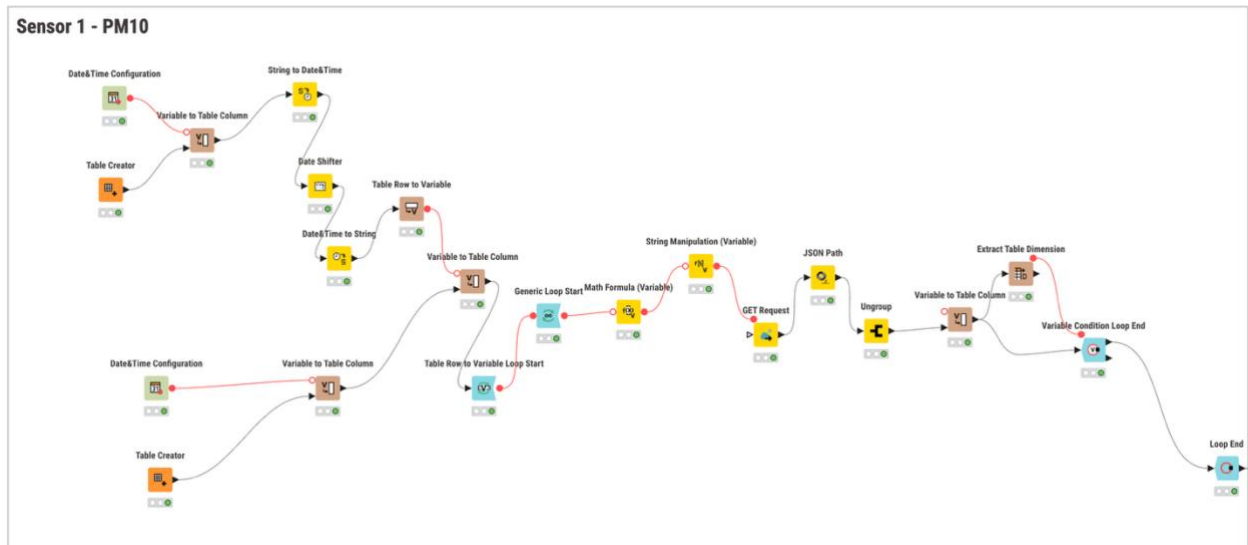 Sensor 1 - PM10
Date&Time Configuration
String to Date&Time
Variable to Table Column
Table Creator
Date Shifter
Table Row to Variable
Date&Time to String
Variable to Table Column
String Manipulation (Variable)
JSON Path
Extract Table Dimension
Generic Loop Start
Math Formula (Variable)
GET Request
Ungroup
Variable to Table Column
Variable Condition Loop End
Date&Time Configuration
Variable to Table Column
Table Row to Variable Loop Start
Table Creator
Loop End